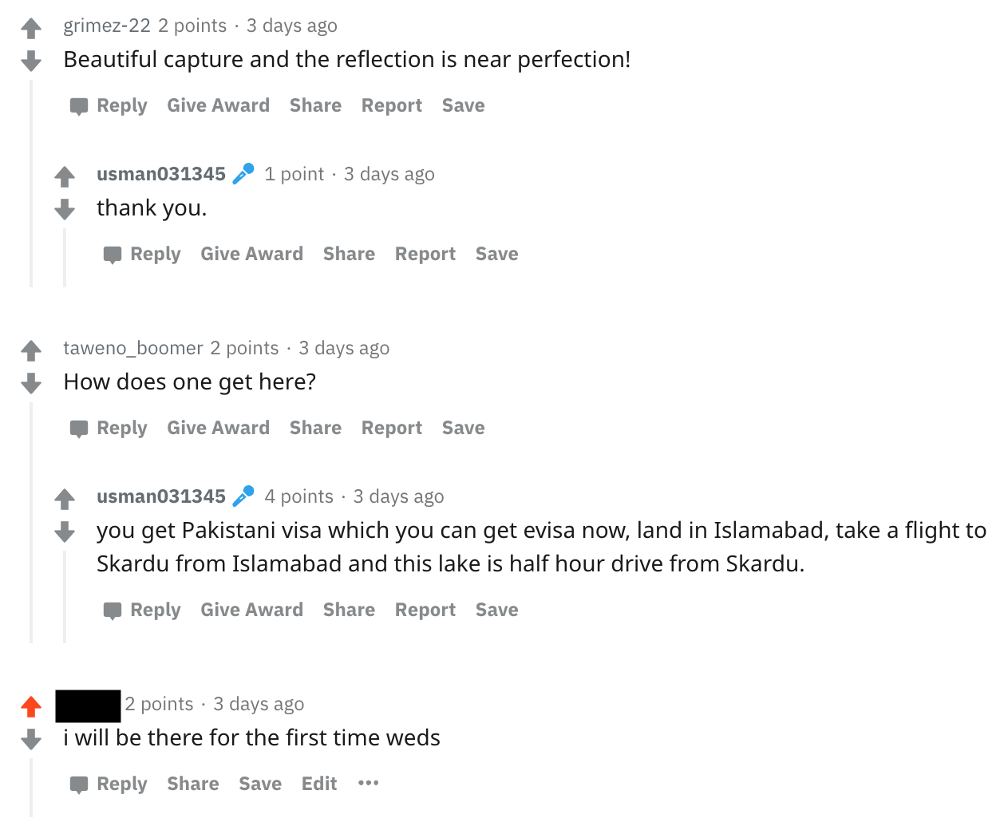 grimez-22 2 points · 3 days ago
Beautiful capture and the reflection is near perfection!
Reply Give Award Share Report Save
usman031345 1 point · 3 days ago
thank you.
Reply Give Award Share Report Save
taweno_boomer 2 points · 3 days ago
How does one get here?
Reply Give Award Share Report Save
usman031345 4 points · 3 days ago
you get Pakistani visa which you can get evisa now, land in Islamabad, take a flight to
Skardu from Islamabad and this lake is half hour drive from Skardu.
Reply Give Award Share Report Save
2 points · 3 days ago
i will be there for the first time weds
Reply Share Save Edit •••